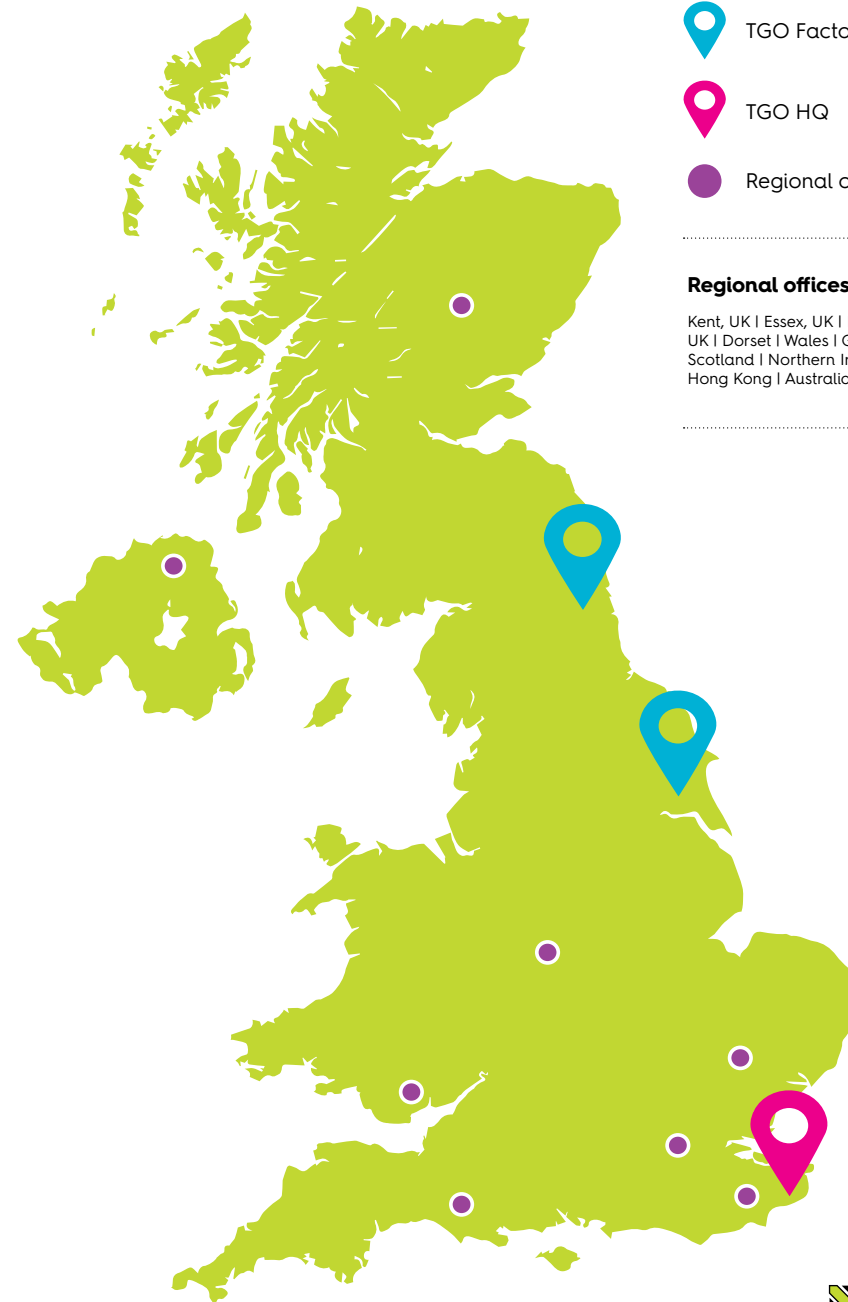 TGO Facto
TGO HQ
Regional o
Regional offices
Kent, UK | Essex, UK |
UK | Dorset | Wales | G
Scotland | Northern Ir
Hong Kong | Australia